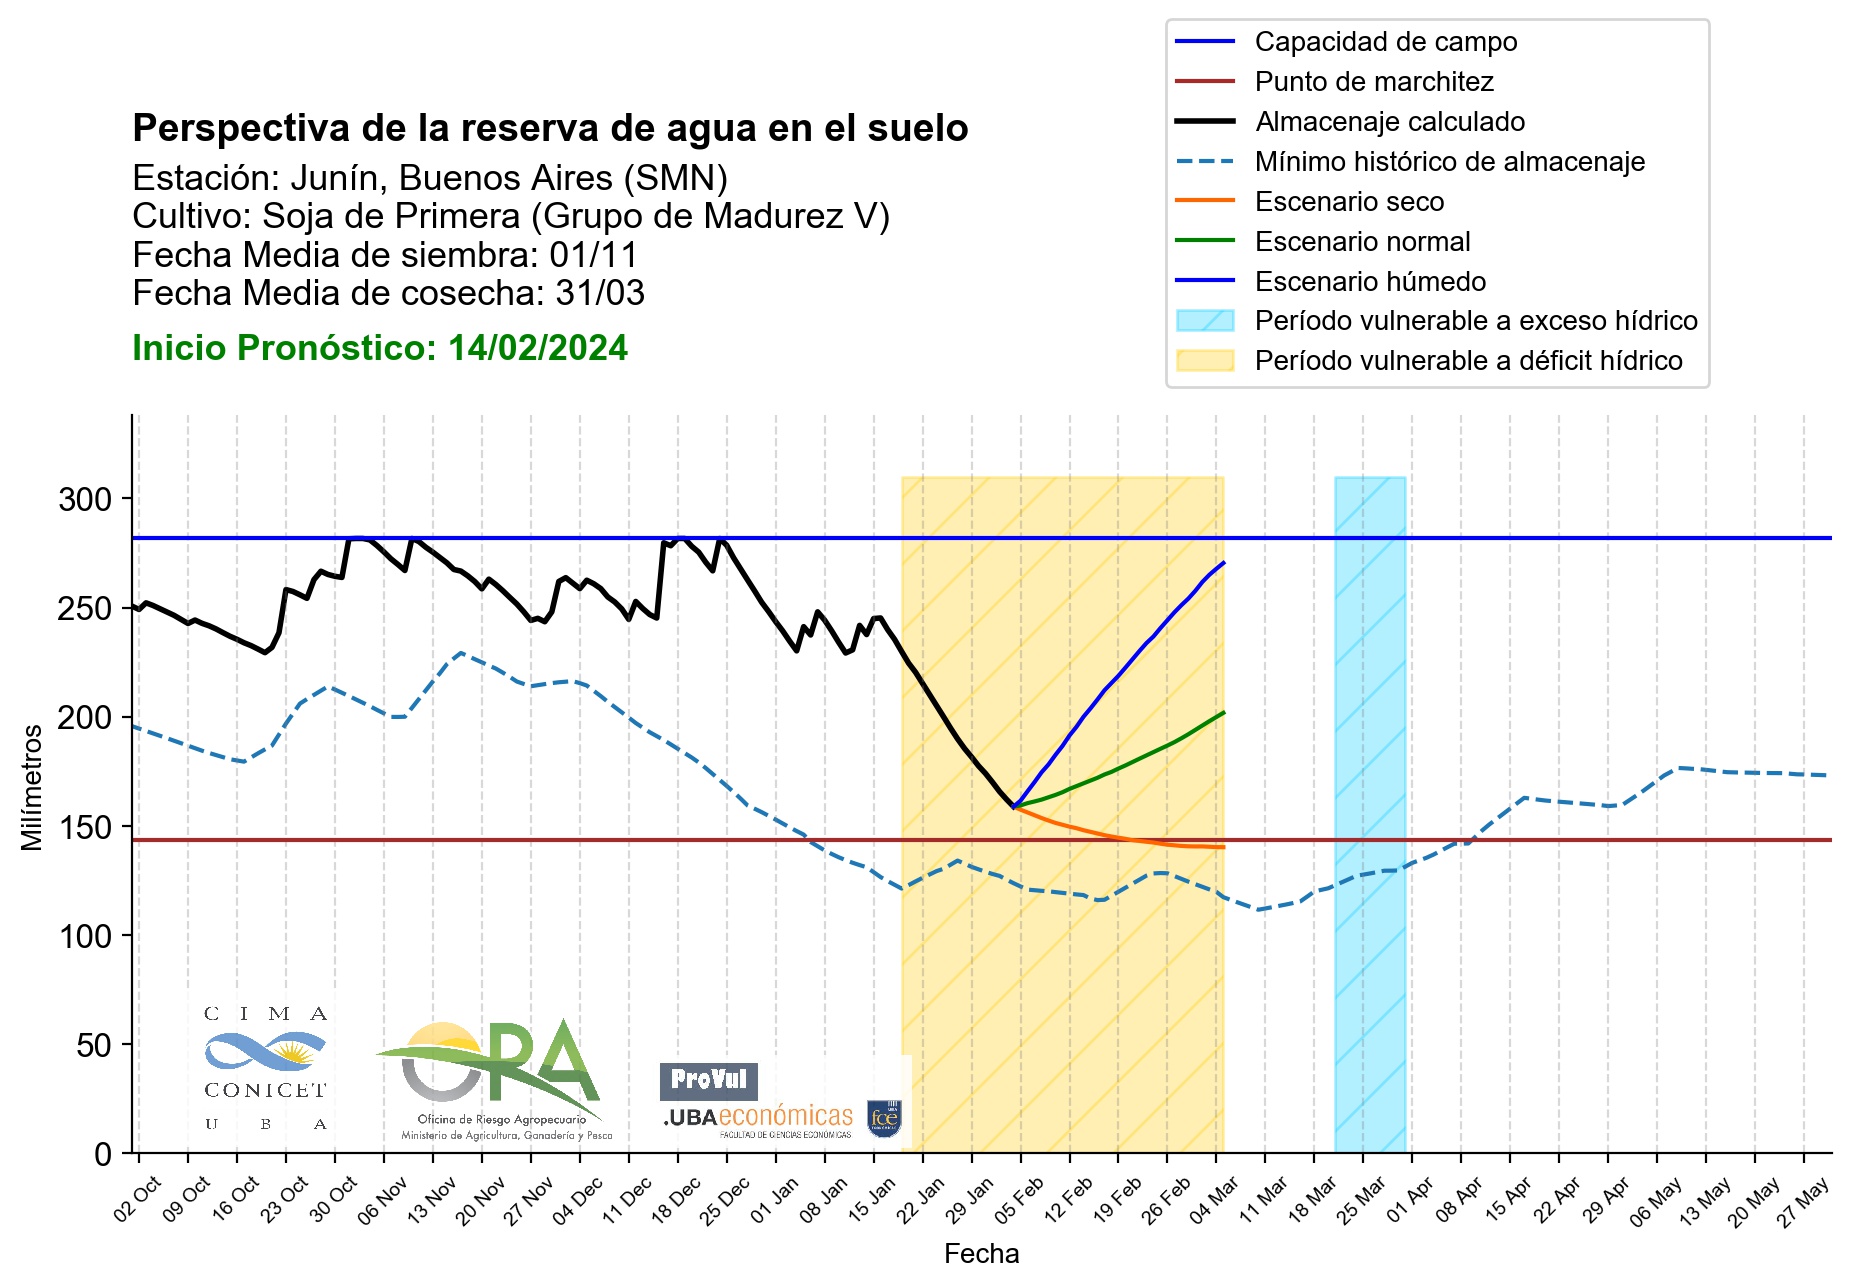 Capacidad de campo
Punto de marchitez
Almacenaje calculado
Mínimo histórico de almacenaje
Escenario seco
Escenario normal
Escenario húmedo
Período vulnerable a exceso hídrico
Período vulnerable a déficit hídrico
Perspectiva de la reserva de agua en el suelo
Estación: Junín, Buenos Aires (SMN)
Cultivo: Soja de Primera (Grupo de Madurez V)
Fecha Media de siembra: 01/11
Fecha Media de cosecha: 31/03
Inicio Pronóstico: 14/02/2024
Milímetros
300
250
200
150
100
50
0
CIMA
CONICET
UBA
ORA
Oficina de Riesgo Agropecuario
Ministerio de Agricultura, Ganadería y Pesca
ProVul
.UBAeconómicas
FACULTAD DE CIENCIAS ECONÓMICAS
UBA
fce
ECONÓMICAS
02 Oct
09 Oct
16 Oct
23 Oct
30 Oct
06 Nov
13 Nov
20 Nov
27 Nov
04 Dec
11 Dec
18 Dec
25 Dec
01 Jan
08 Jan
15 Jan
22 Jan
29 Jan
05 Feb
12 Feb
19 Feb
26 Feb
04 Mar
11 Mar
18 Mar
25 Mar
01 Apr
08 Apr
15 Apr
22 Apr
29 Apr
06 May
13 May
20 May
27 May
Fecha